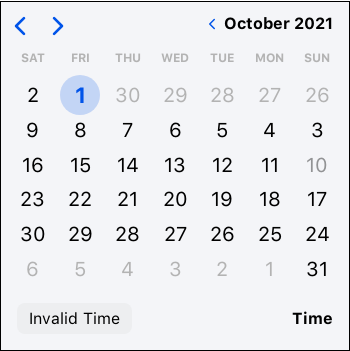 October 2021
SAT FRI THU WED TUE MON SUN
2 1 30 29 28 27 26
9 8 7 6 5 4 3
16 15 14 13 12 11 10
23 22 21 20 19 18 17
30 29 28 27 26 25 24
6 5 4 3 2 1 31
Invalid Time Time